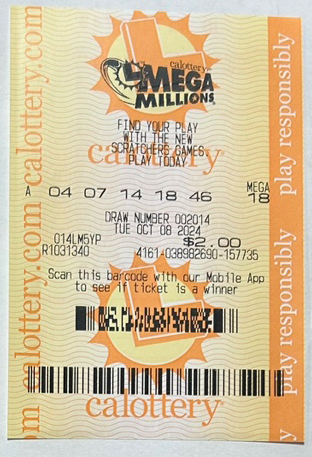 calottery.com calottery.com
calottery
MEGA
MILLIONS
FIND YOUR PLAY
WITH THE NEW
SCRATCHERS GAMES.
PLAY TODAY
calottery
A 04 07 14 18 46 MEGA 18
DRAW NUMBER 002014
TUE OCT 08 2024
014LM5YP $2.00
R1031340 4161-038982690-157735
Scan this barcode with our Mobile App
to see if ticket is a winner
calottery
play responsibly
play responsibly